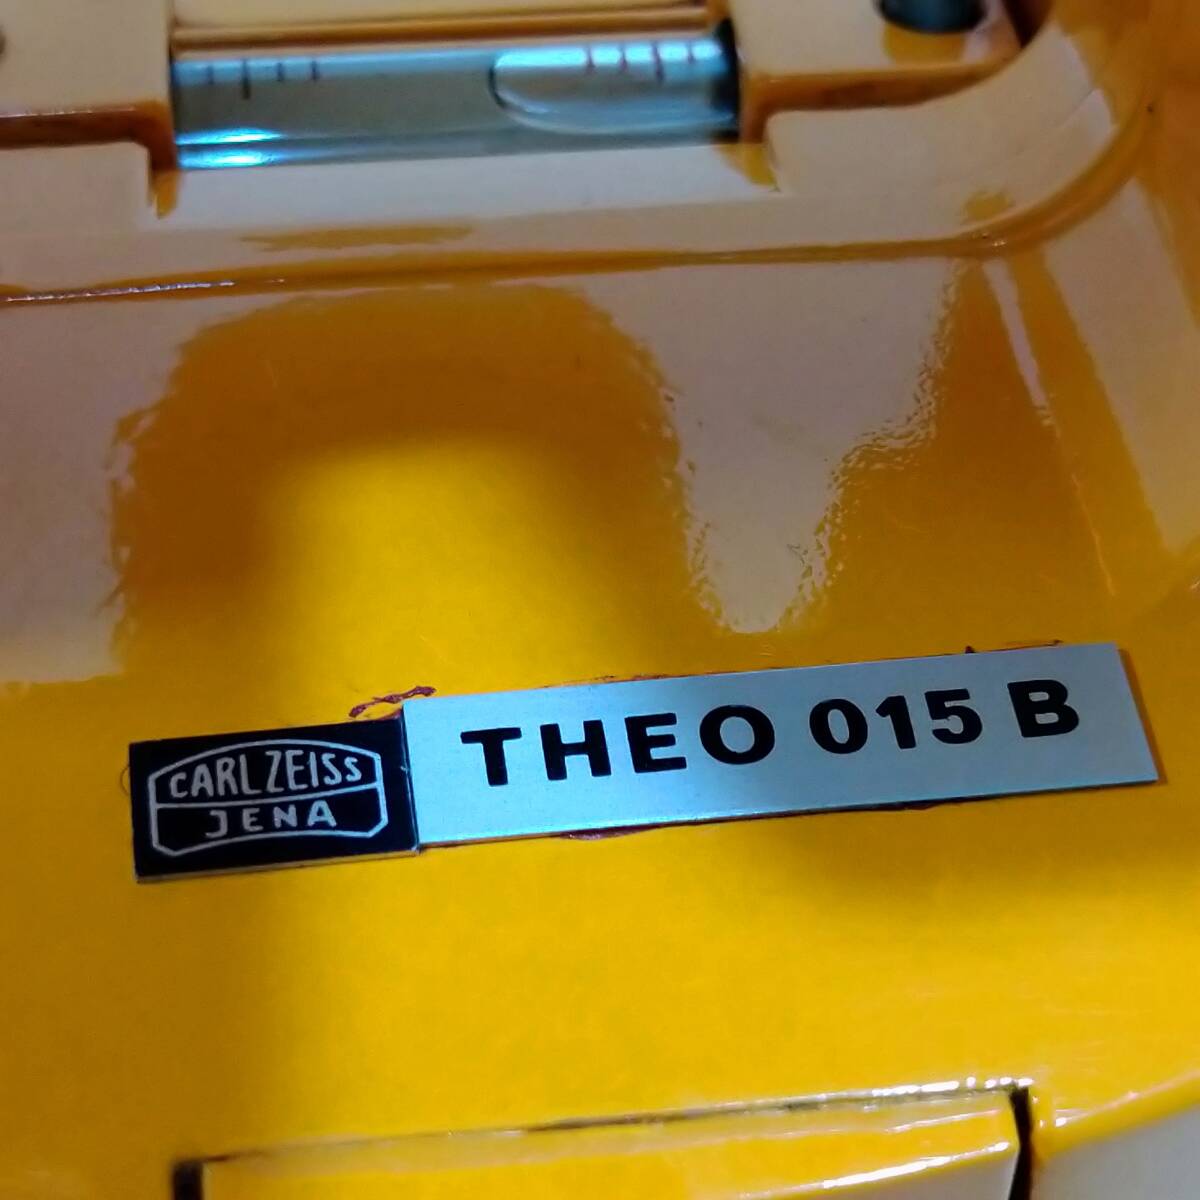 CARL ZEISS
JENA
THEO 015 B